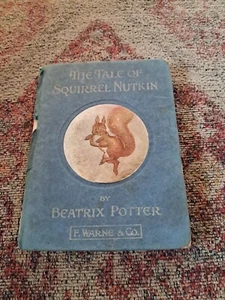 THE TALE OF
SQUIRREL NUTKIN
BY
BEATRIX POTTER
F. WARNE & Co.